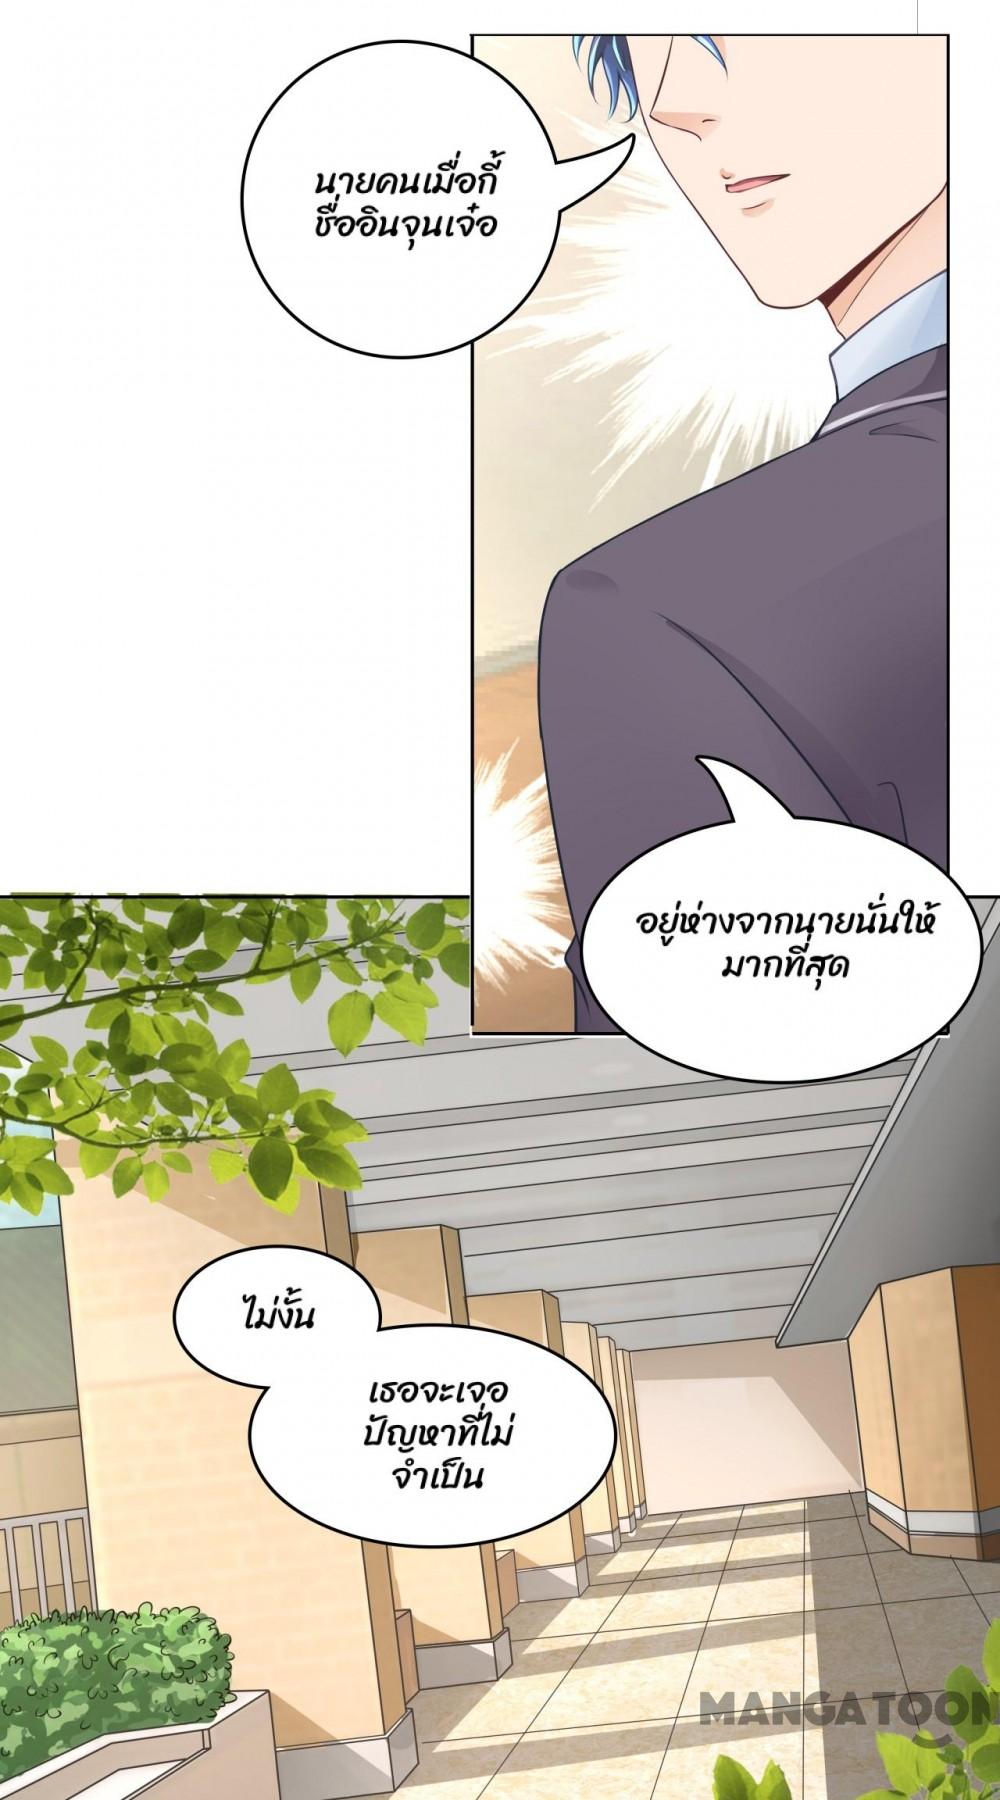 นายคนเมื่อกี้
ชื่ออินจุนเจ๋อ
อยู่ห่างจากนายนั่นให้
มากที่สุด
ไม่งั้น
เธอจะเจอ
ปัญหาที่ไม่
จำเป็น
MANGATOON